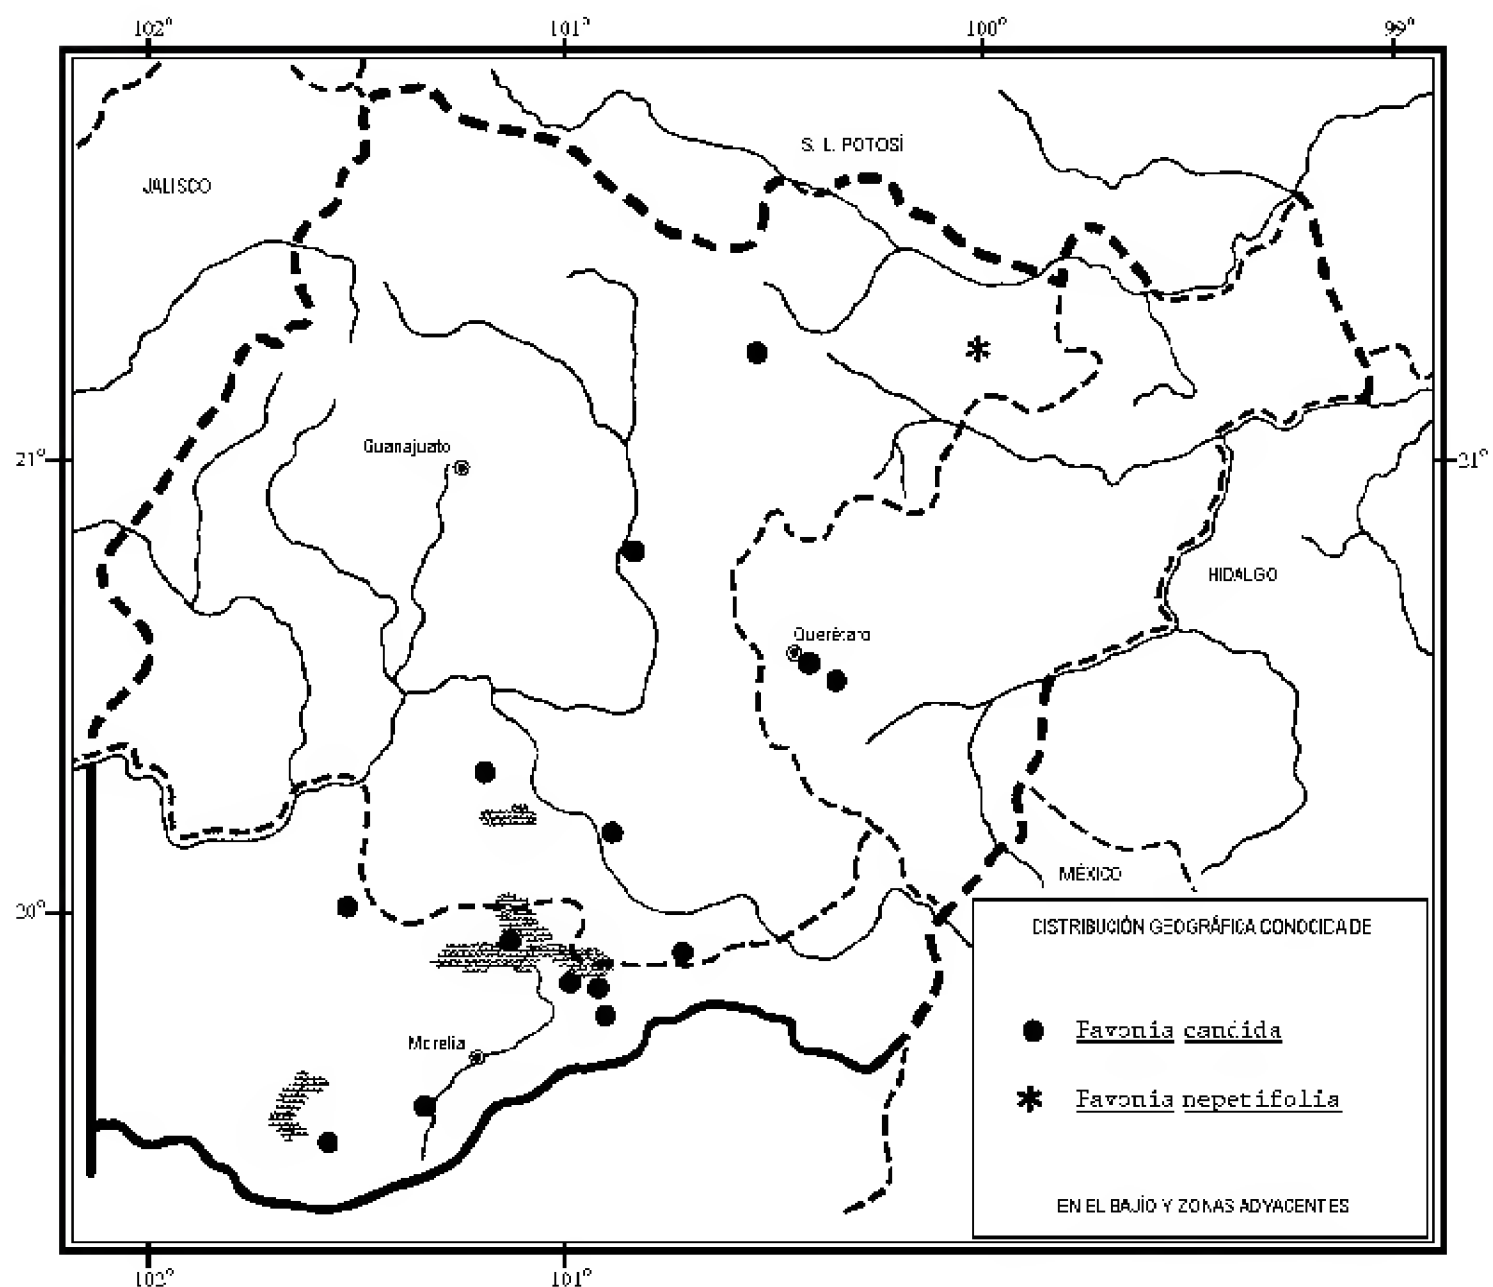 102° 101° 100° 99°
S. L. POTOSÍ
JALISCO
Guanajuato
21° 21°
HIDALGO
Querétaro
MÉXICO
20°
DISTRIBUCIÓN GEOGRÁFICA CONOCIDA DE
Favonia candida
Favonia nepetifolia
Morelia
EN EL BAJÍO Y ZONAS ADYACENTES
102° 101°